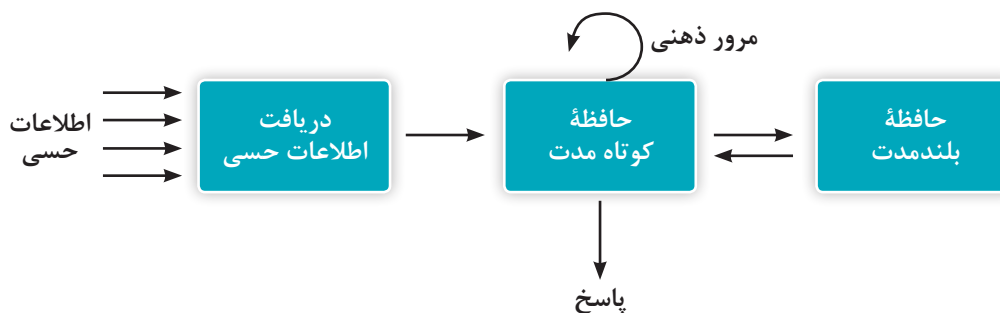 مرور ذهنی
اطلاعات
حسی
دریافت
اطلاعات حسی
حافظهٔ
کوتاه مدت
حافظهٔ
بلندمدت
پاسخ